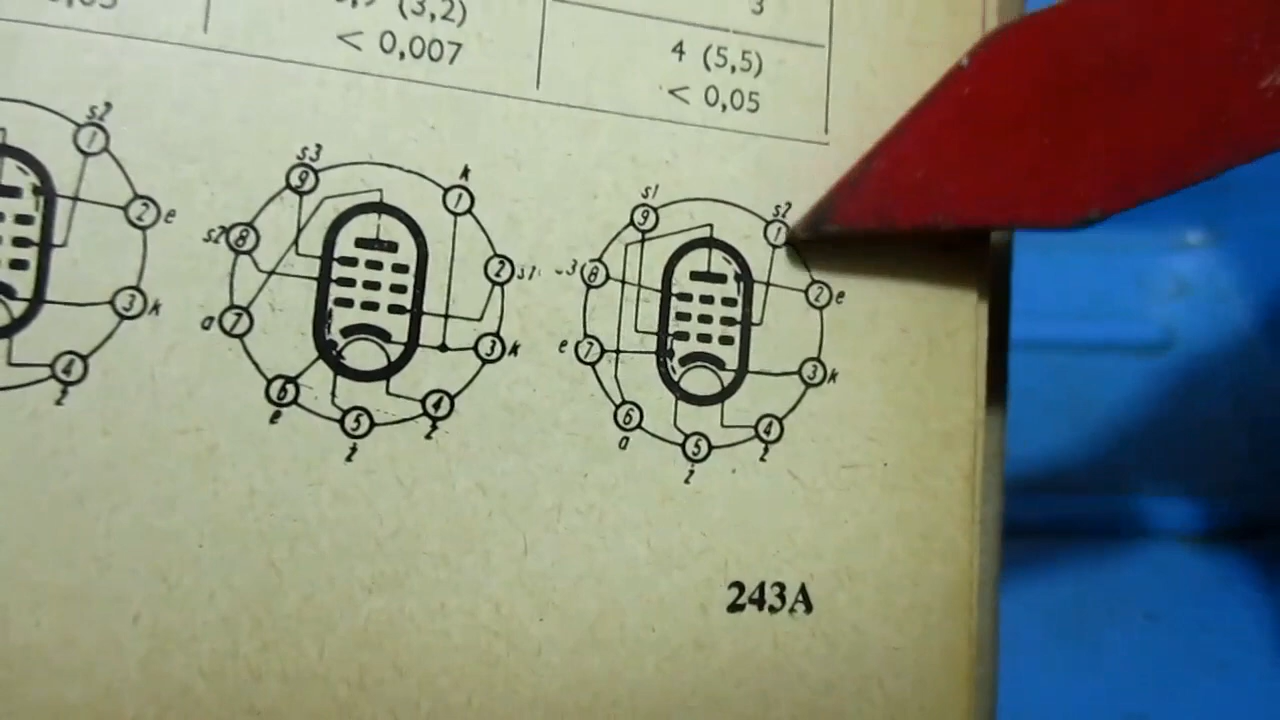 (3,2)
3
< 0,007
4 (5,5)
< 0,05
s2
1
2 e
3 k
4
ž
s3
9
k
1
s2 8
2 s1
a 7
3 k
6
e
5
ž
4
ž
s1
9
s2
1
3 8
2 e
e 7
3 k
6
a
5
ž
4
ž
243A